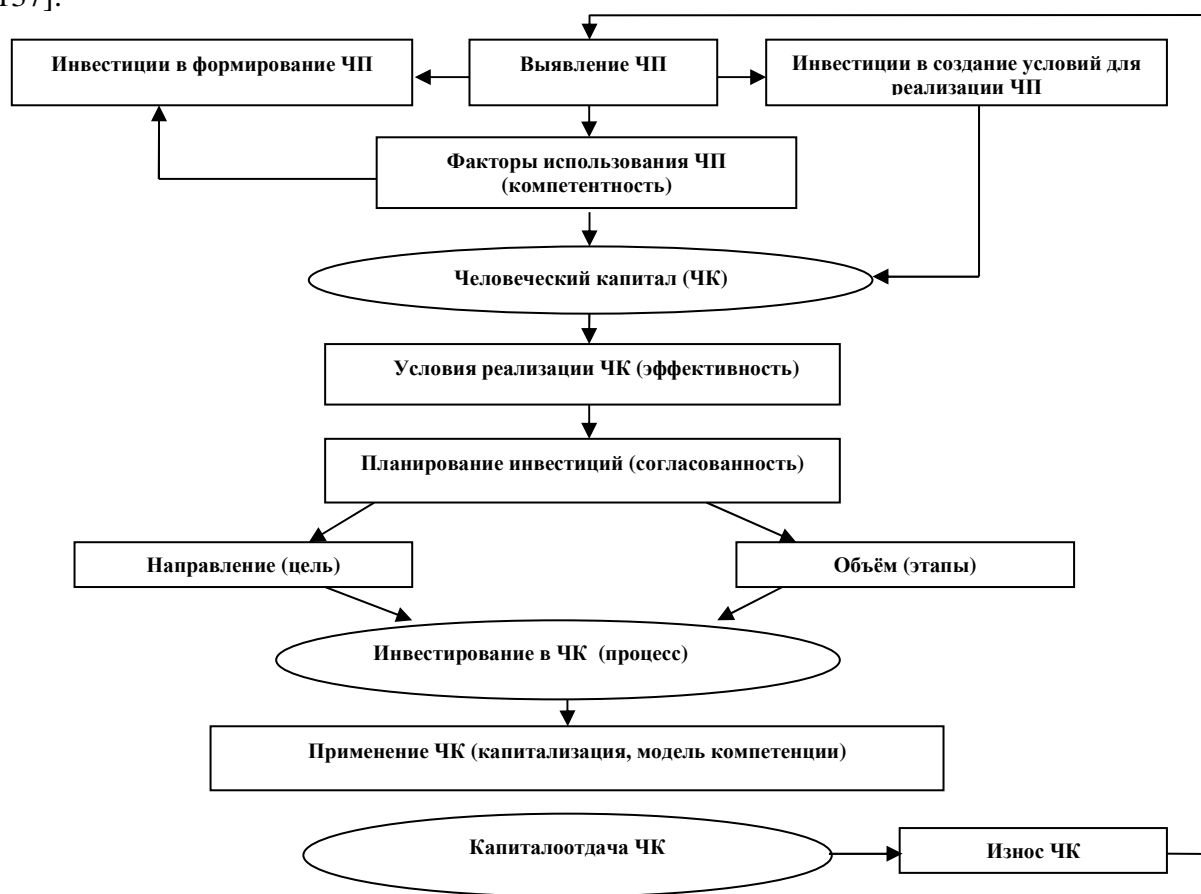 137].
Инвестиции в формирование ЧП
Выявление ЧП
Инвестиции в создание условий для
реализации ЧП
Факторы использования ЧП
(компетентность)
Человеческий капитал (ЧК)
Условия реализации ЧК (эффективность)
Планирование инвестиций (согласованность)
Направление (цель)
Объём (этапы)
Инвестирование в ЧК (процесс)
Применение ЧК (капитализация, модель компетенции)
Капиталоотдача ЧК
Износ ЧК